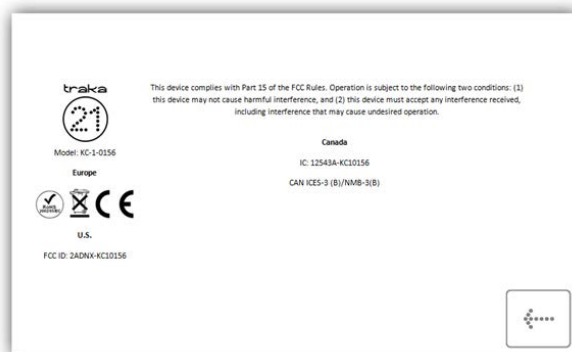 traka
21
Model: KC-1-0156
Europe
RoHS
CE
U.S.
FCC ID: 2ADNX-KC10156
This device complies with Part 15 of the FCC Rules. Operation is subject to the following two conditions: (1)
this device may not cause harmful interference, and (2) this device must accept any interference received,
including interference that may cause undesired operation.
Canada
IC: 12543A-KC10156
CAN ICES-3 (B)/NMB-3(B)